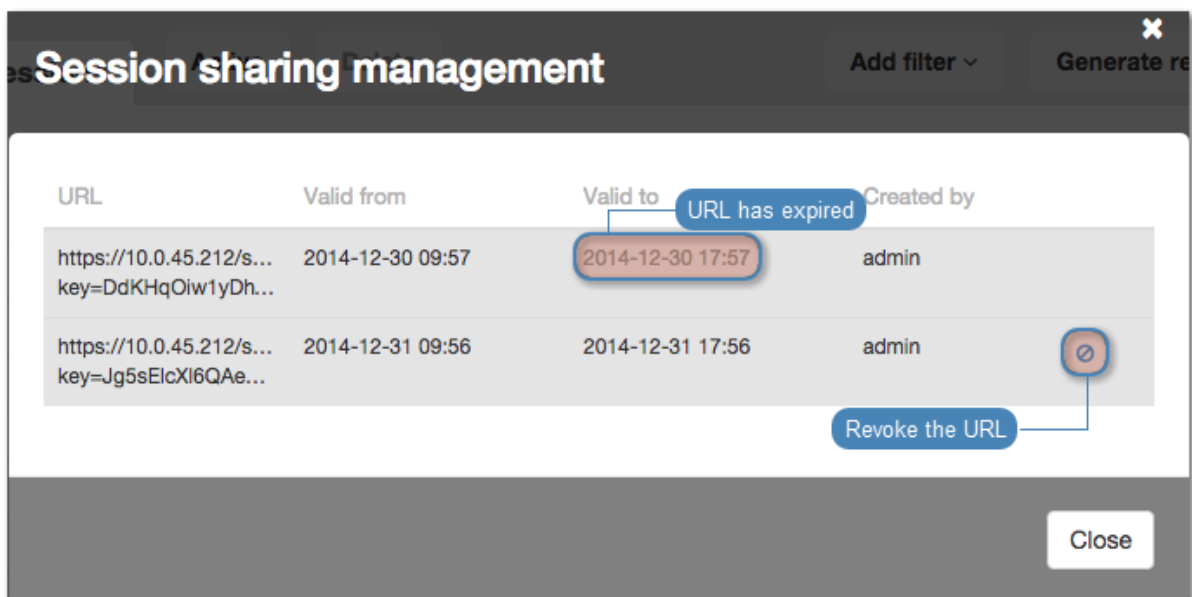 Session sharing management
Add filter
Generate re
URL Valid from Valid to Created by
URL has expired
https://10.0.45.212/s... 2014-12-30 09:57 2014-12-30 17:57 admin
key=DdKHqOiw1yDh...
https://10.0.45.212/s... 2014-12-31 09:56 2014-12-31 17:56 admin
key=Jg5sElcXl6QAe...
Revoke the URL
Close